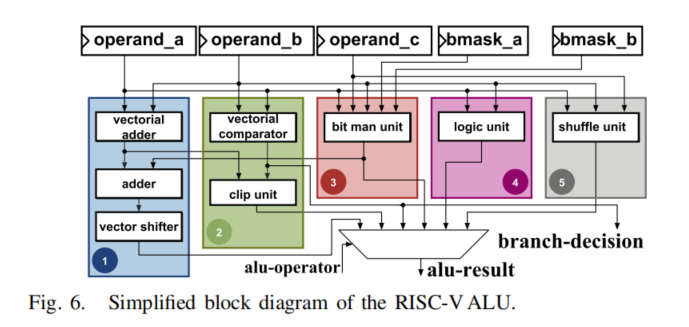 operand_a operand_b operand_c bmask_a bmask_b
vectorial adder
vectorial comparator
bit man unit
logic unit
shuffle unit
adder
clip unit
vector shifter
1
2
3
4
5
branch-decision
alu-operator
alu-result
Fig. 6. Simplified block diagram of the RISC-V ALU.